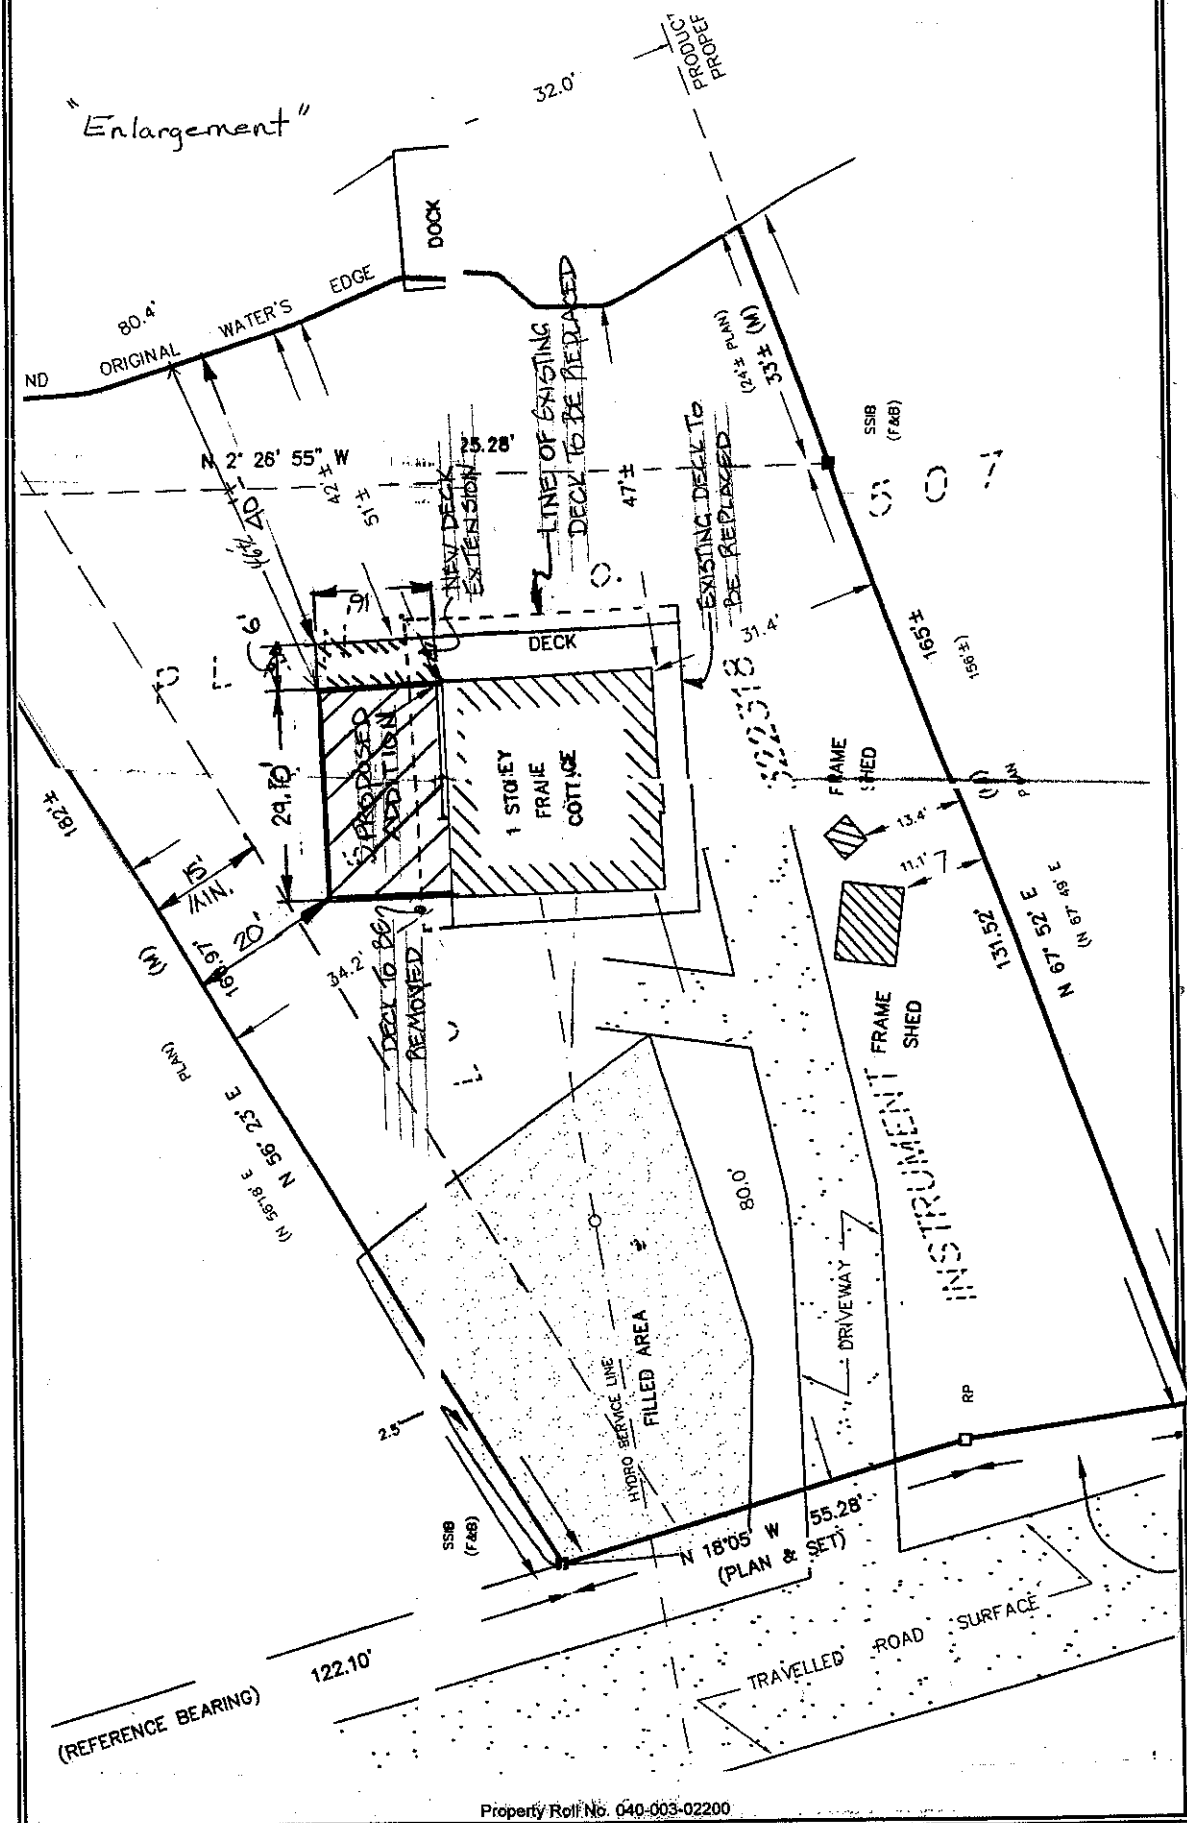 "Enlargement"
32.0'
PRODUCT
PROPER
DOCK
80.4'
ND
ORIGINAL
WATER'S
EDGE
LINE OF EXISTING
DECK TO BE REPLACED
(24'± PLAN)
33'± (M)
SSIB
(F&B)
N 2° 26' 55" W
25.28'
42'±
51'±
40'±
47'±
NEW DECK
EXTENSION
EXISTING DECK TO
BE REPLACED
16'
6'
DECK
31.4'
165'±
(156'±)
322318
29.10'
PROPOSED
ADDITION
1 STOREY
FRAME
COTTAGE
FRAME
SHED
PLAN
13.4'
11.1'
182'±
15'
MIN.
20'
34.2'
(M)
DECK TO BE
REMOVED
131.52'
N 67° 52' E
(N 67° 49' E
FRAME
SHED
PLAN)
N 56° 23' E
(N 56°18' E
INSTRUMENT
80.0'
DRIVEWAY
HYDRO SERVICE LINE
FILLED AREA
RP
2.5'
SSIB
(F&B)
N 18°05' W
55.28'
(PLAN & SET)
122.10'
(REFERENCE BEARING)
TRAVELLED ROAD SURFACE
Property Roll No. 040-003-02200